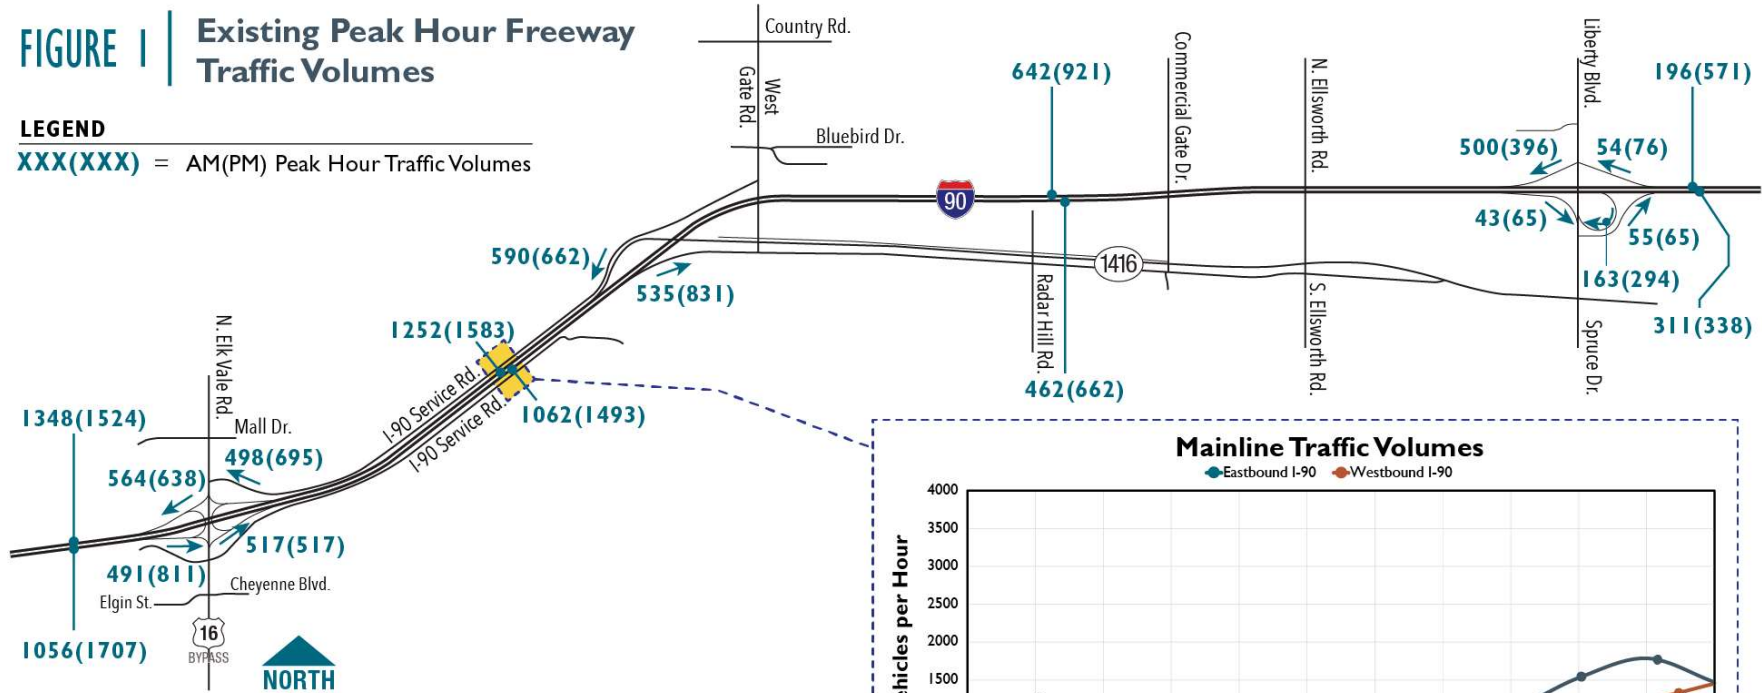 FIGURE 1
Existing Peak Hour Freeway
Traffic Volumes
LEGEND
XXX(XXX) = AM(PM) Peak Hour Traffic Volumes
Country Rd.
West
Gate Rd.
Bluebird Dr.
642(921)
Commercial Gate Dr.
N. Ellsworth Rd.
Liberty Blvd.
196(571)
500(396)
54(76)
90
43(65)
55(65)
163(294)
311(338)
590(662)
535(831)
1416
Radar Hill Rd.
S. Ellsworth Rd.
Spruce Dr.
462(662)
1252(1583)
1062(1493)
I-90 Service Rd.
I-90 Service Rd.
N. Elk Vale Rd.
1348(1524)
Mall Dr.
498(695)
564(638)
517(517)
491(811)
Cheyenne Blvd.
Elgin St.
16
BYPASS
1056(1707)
NORTH
Mainline Traffic Volumes
Eastbound I-90
Westbound I-90
4000
3500
3000
2500
2000
1500
per Hour